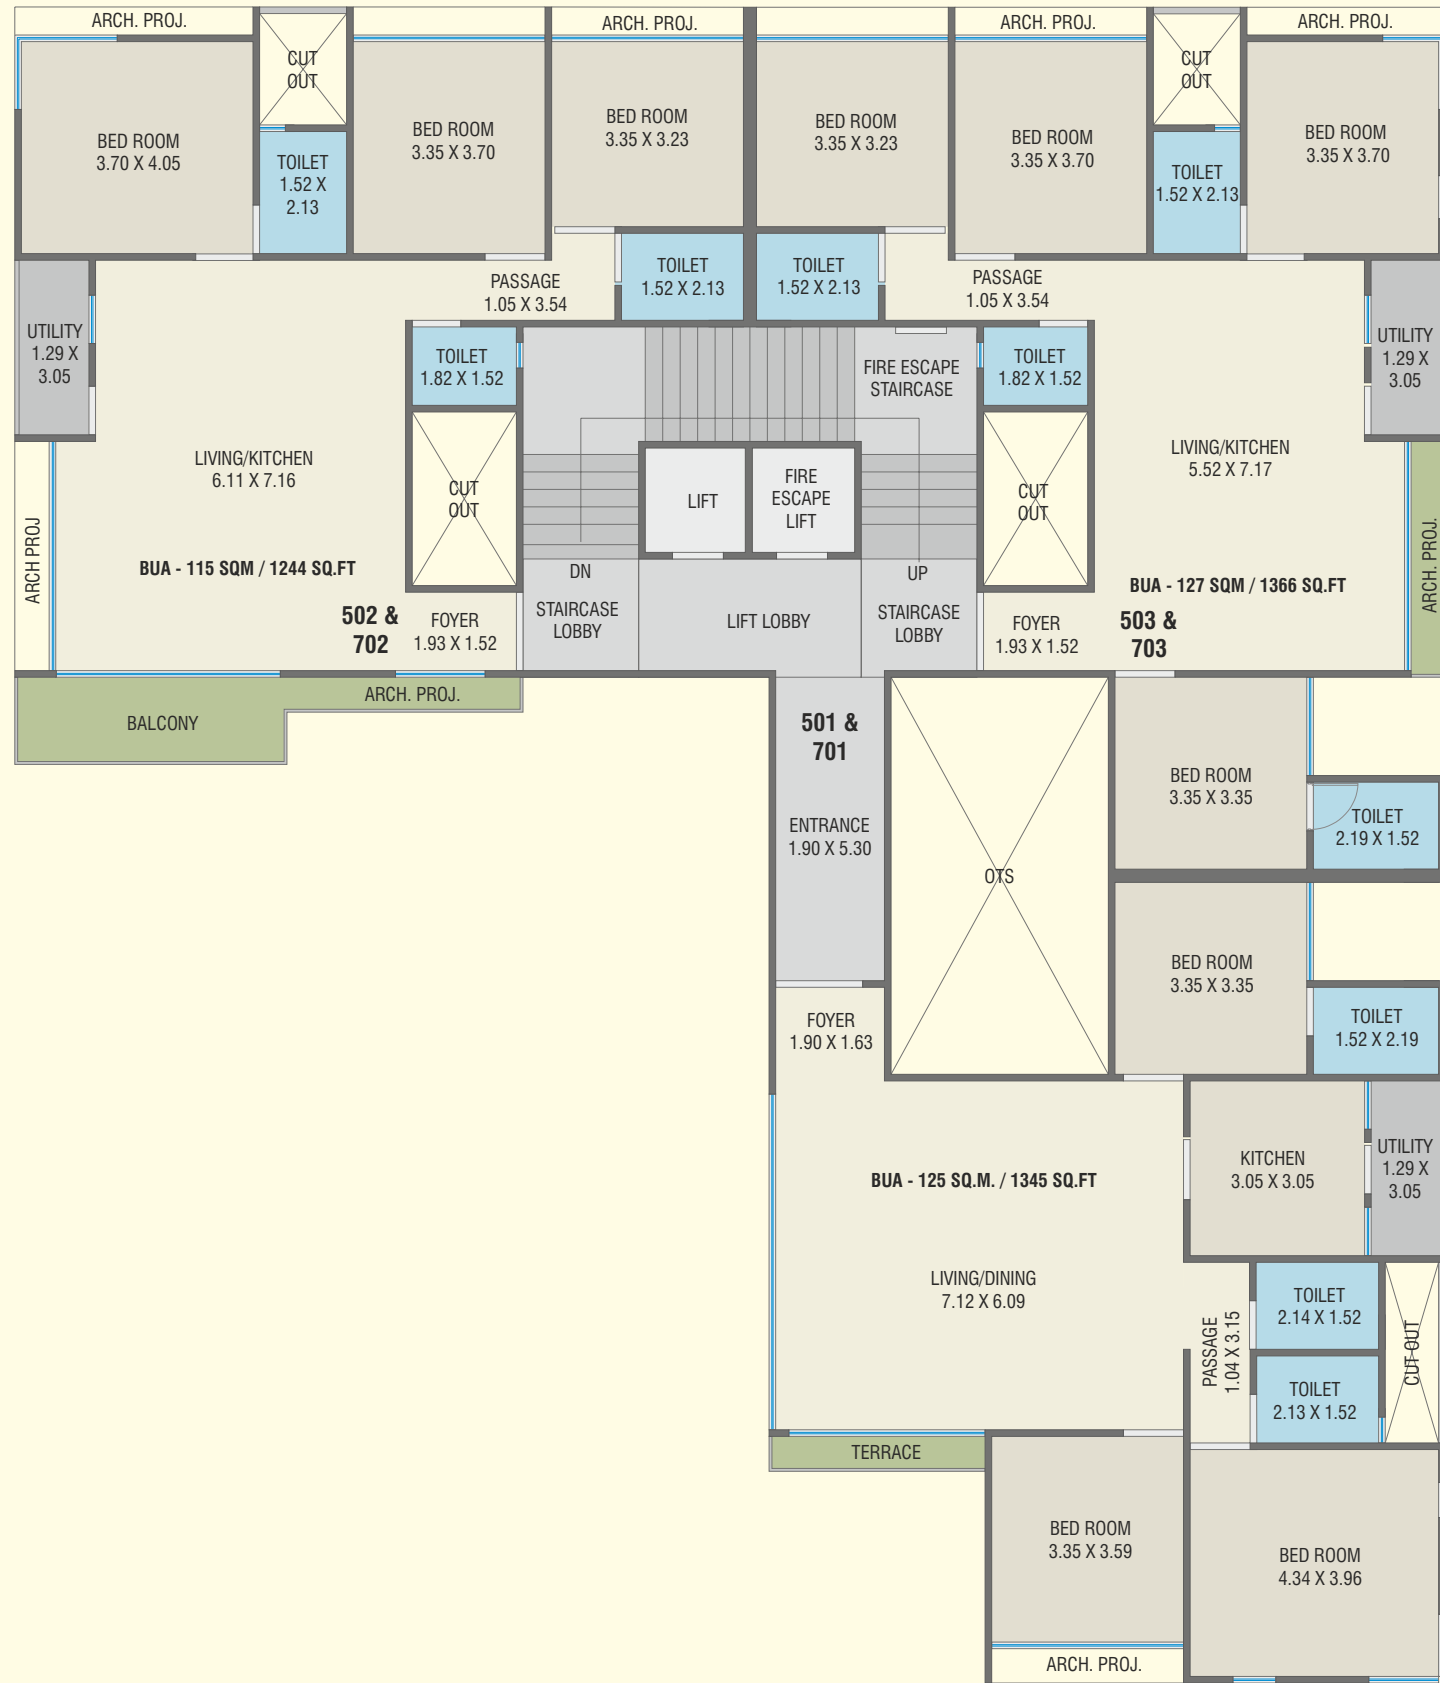 ARCH. PROJ.
ARCH. PROJ.
ARCH. PROJ.
ARCH. PROJ.
CUT
OUT
CUT
OUT
BED ROOM
3.70 X 4.05
TOILET
1.52 X
2.13
BED ROOM
3.35 X 3.70
BED ROOM
3.35 X 3.23
BED ROOM
3.35 X 3.23
BED ROOM
3.35 X 3.70
TOILET
1.52 X 2.13
BED ROOM
3.35 X 3.70
PASSAGE
1.05 X 3.54
TOILET
1.52 X 2.13
TOILET
1.52 X 2.13
PASSAGE
1.05 X 3.54
UTILITY
1.29 X
3.05
TOILET
1.82 X 1.52
FIRE ESCAPE
STAIRCASE
TOILET
1.82 X 1.52
UTILITY
1.29 X
3.05
LIVING/KITCHEN
6.11 X 7.16
CUT
OUT
LIFT
FIRE
ESCAPE
LIFT
CUT
OUT
LIVING/KITCHEN
5.52 X 7.17
ARCH PROJ
BUA - 115 SQM / 1244 SQ.FT
DN
UP
BUA - 127 SQM / 1366 SQ.FT
ARCH. PROJ.
502 &
702
FOYER
1.93 X 1.52
STAIRCASE
LOBBY
LIFT LOBBY
STAIRCASE
LOBBY
FOYER
1.93 X 1.52
503 &
703
ARCH. PROJ.
BALCONY
501 &
701
BED ROOM
3.35 X 3.35
ENTRANCE
1.90 X 5.30
TOILET
2.19 X 1.52
OTS
BED ROOM
3.35 X 3.35
FOYER
1.90 X 1.63
TOILET
1.52 X 2.19
BUA - 125 SQ.M. / 1345 SQ.FT
KITCHEN
3.05 X 3.05
UTILITY
1.29 X
3.05
LIVING/DINING
7.12 X 6.09
PASSAGE
1.04 X 3.15
TOILET
2.14 X 1.52
CUT OUT
TOILET
2.13 X 1.52
TERRACE
BED ROOM
3.35 X 3.59
BED ROOM
4.34 X 3.96
ARCH. PROJ.